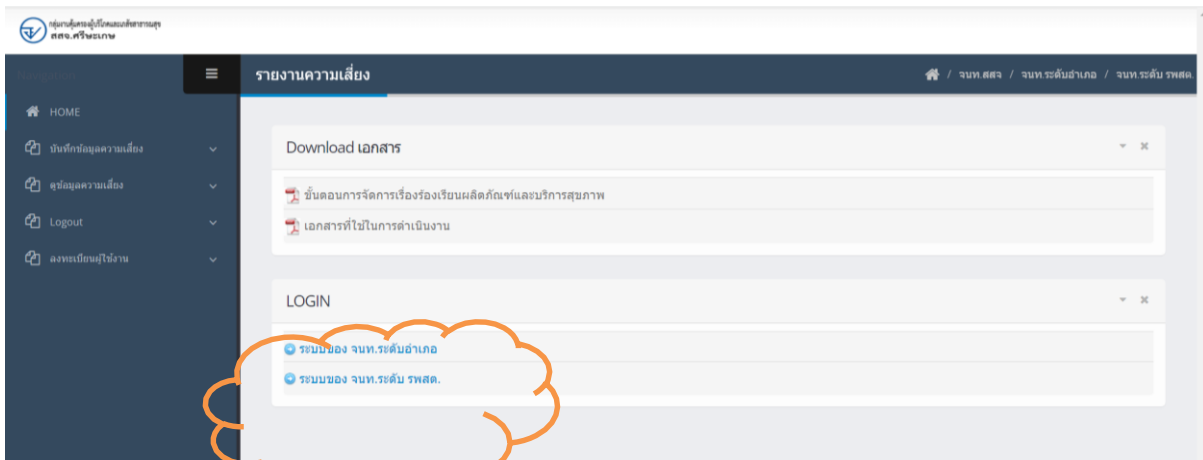 กลุ่มงานคุ้มครองผู้บริโภคและเภสัชสาธารณสุข
สสจ.ศรีษะเกษ
Navigation
รายงานความเสี่ยง
/ จนท.สสจ / จนท.ระดับอำเภอ / จนท.ระดับ รพสต.
HOME
บันทึกข้อมูลความเสี่ยง
ดูข้อมูลความเสี่ยง
Logout
ลงทะเบียนผู้ใช้งาน
Download เอกสาร
ขั้นตอนการจัดการเรื่องร้องเรียนผลิตภัณฑ์และบริการสุขภาพ
เอกสารที่ใช้ในการดำเนินงาน
LOGIN
ระบบของ จนท.ระดับอำเภอ
ระบบของ จนท.ระดับ รพสต.